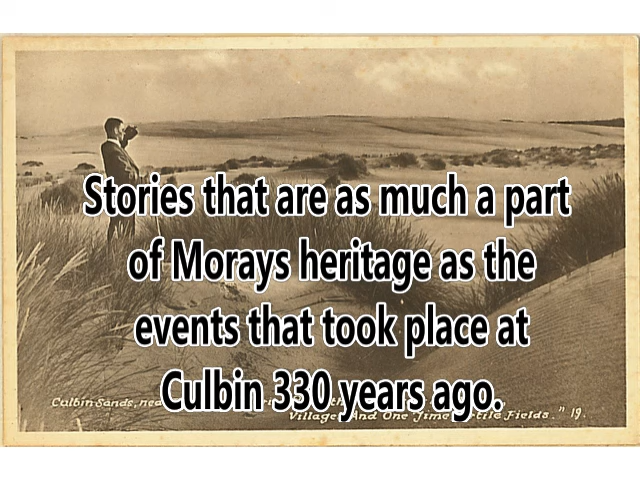 Stories that are as much a part
of Morays heritage as the
events that took place at
Culbin 330 years ago.
Culbin Sands,
Village, And One Time Fields." 19.